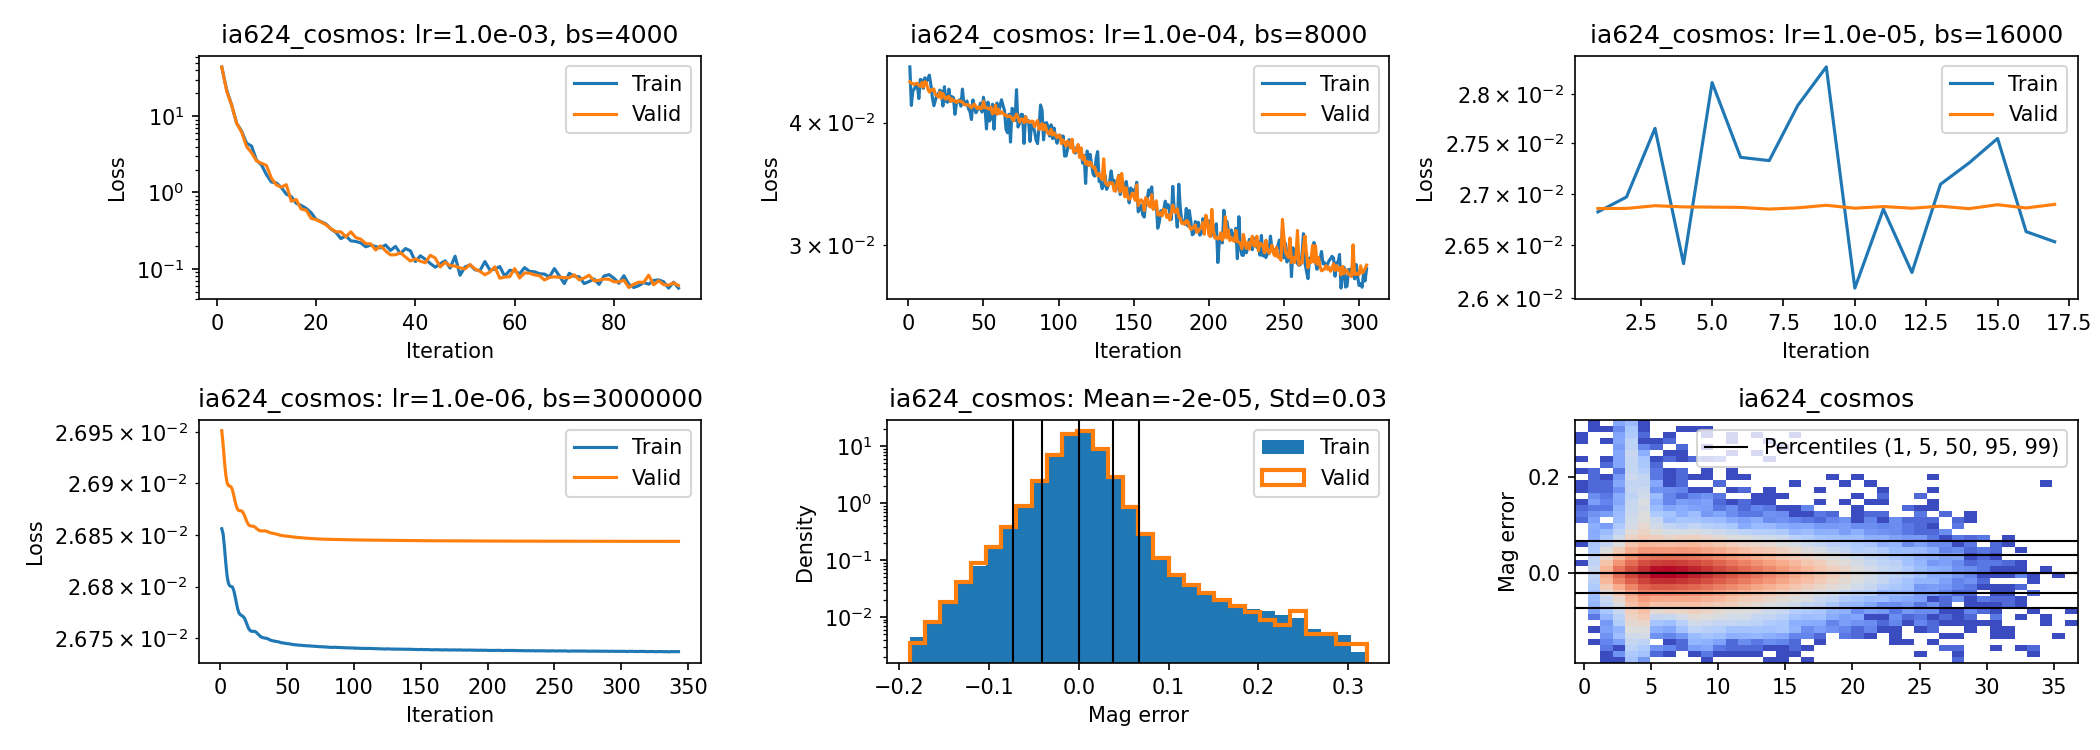 ia624_cosmos: lr=1.0e-03, bs=4000
Loss
10¹
10⁰
10⁻¹
Train
Valid
0 20 40 60 80
Iteration
ia624_cosmos: lr=1.0e-04, bs=8000
Loss
4 × 10⁻²
3 × 10⁻²
Train
Valid
0 50 100 150 200 250 300
Iteration
ia624_cosmos: lr=1.0e-05, bs=16000
Loss
2.8 × 10⁻²
2.75 × 10⁻²
2.7 × 10⁻²
2.65 × 10⁻²
2.6 × 10⁻²
Train
Valid
2.5 5.0 7.5 10.0 12.5 15.0 17.5
Iteration
ia624_cosmos: lr=1.0e-06, bs=3000000
Loss
2.695 × 10⁻²
2.69 × 10⁻²
2.685 × 10⁻²
2.68 × 10⁻²
2.675 × 10⁻²
Train
Valid
0 50 100 150 200 250 300 350
Iteration
ia624_cosmos: Mean=-2e-05, Std=0.03
Density
10¹
10⁰
10⁻¹
10⁻²
Train
Valid
−0.2 −0.1 0.0 0.1 0.2 0.3
Mag error
ia624_cosmos
Mag error
0.2
0.0
Percentiles (1, 5, 50, 95, 99)
0 5 10 15 20 25 30 35